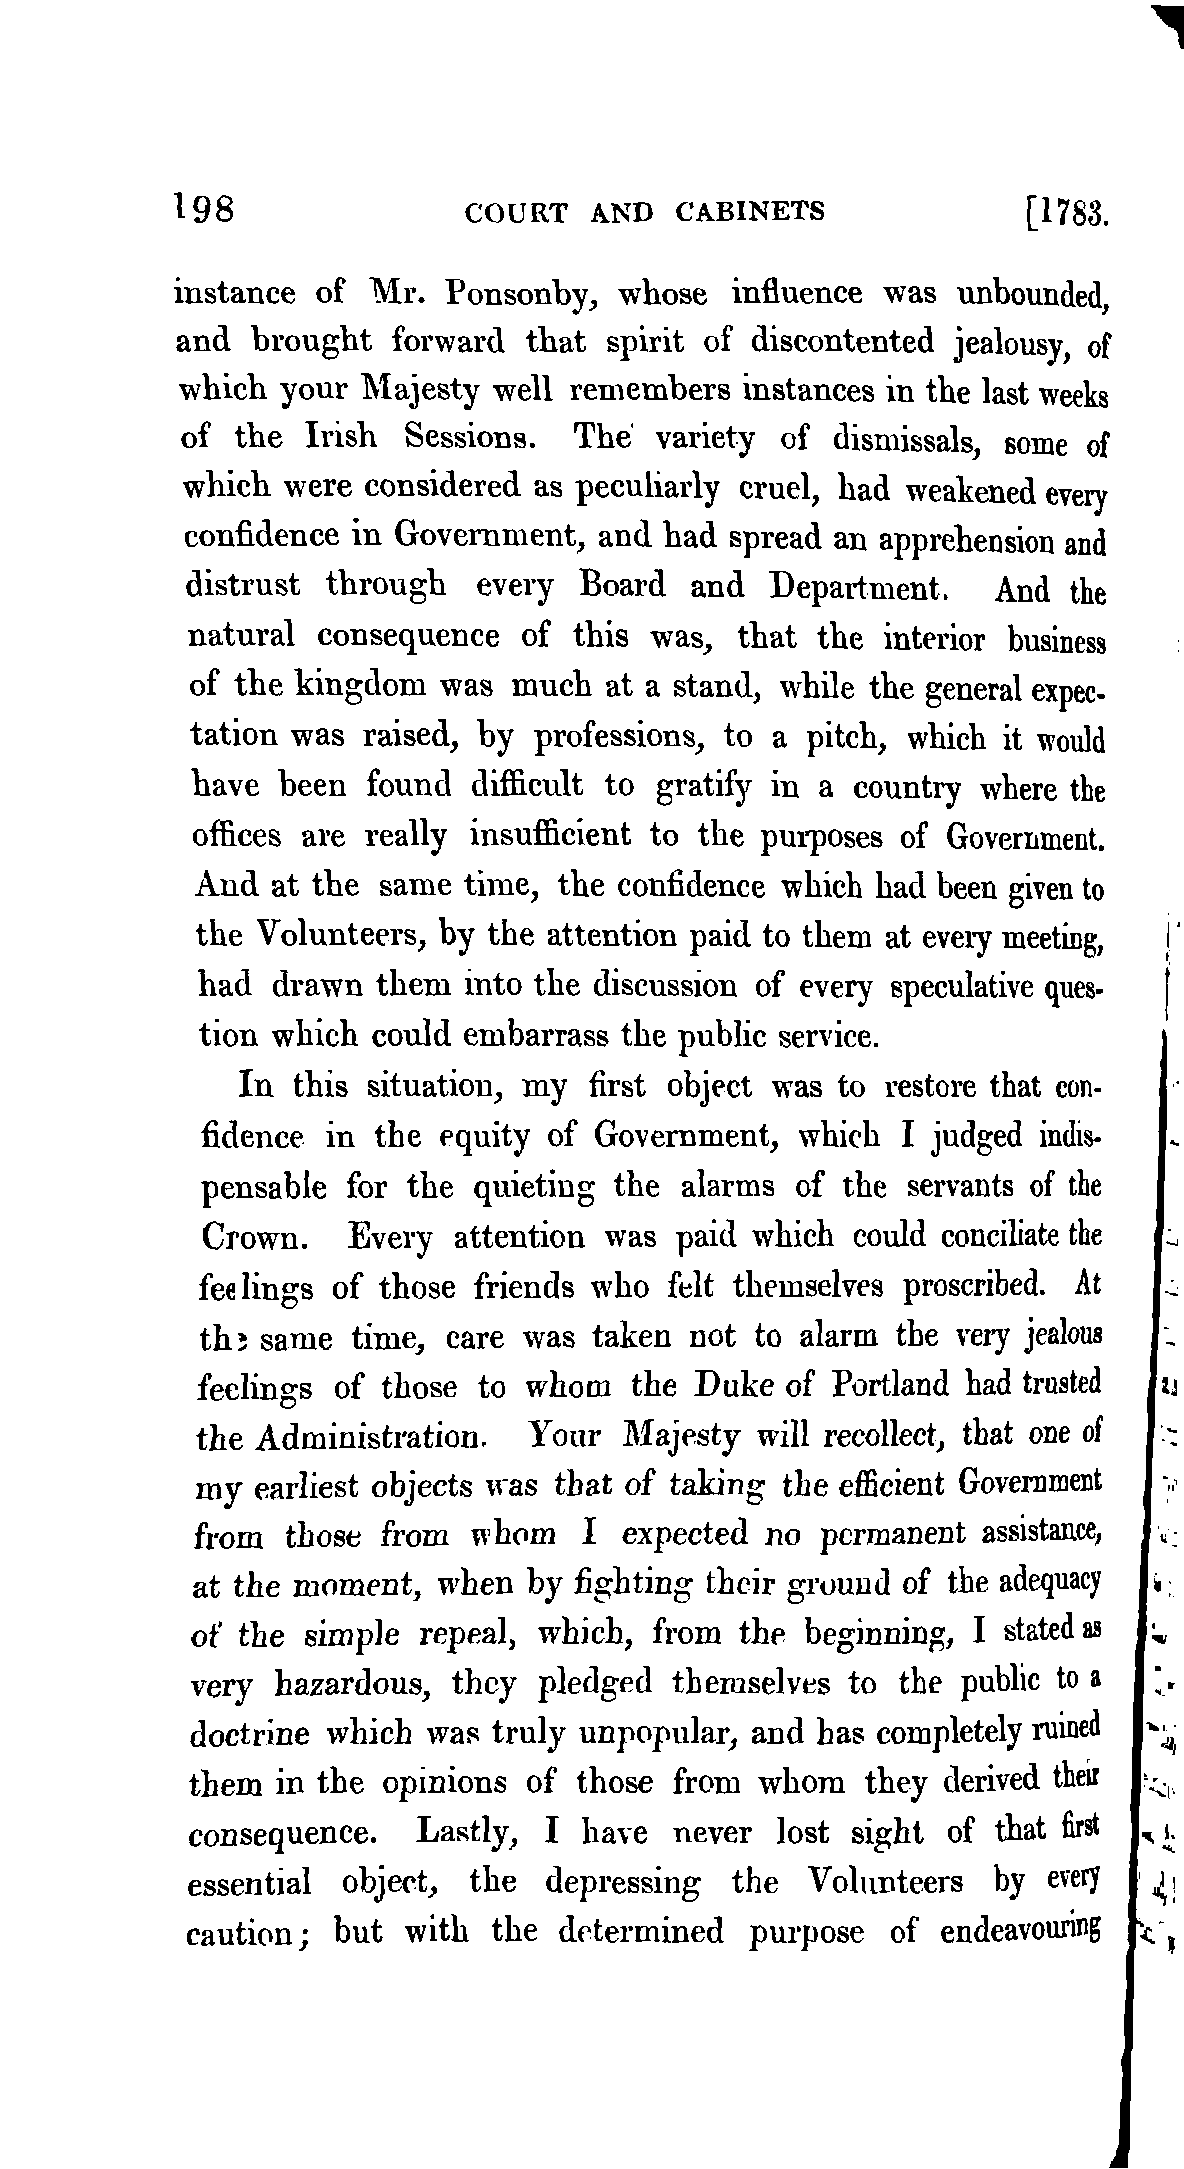 198 COURT AND CABINETS [1783.
instance of Mr. Ponsonby, whose influence was unbounded,
and brought forward that spirit of discontented jealousy, of
which your Majesty well remembers instances in the last weeks
of the Irish Sessions. The variety of dismissals, some of
which were considered as peculiarly cruel, had weakened every
confidence in Government, and had spread an apprehension and
distrust through every Board and Department. And the
natural consequence of this was, that the interior business
of the kingdom was much at a stand, while the general expec-
tation was raised, by professions, to a pitch, which it would
have been found difficult to gratify in a country where the
offices are really insufficient to the purposes of Government.
And at the same time, the confidence which had been given to
the Volunteers, by the attention paid to them at every meeting,
had drawn them into the discussion of every speculative ques-
tion which could embarrass the public service.
In this situation, my first object was to restore that con-
fidence in the equity of Government, which I judged indis-
pensable for the quieting the alarms of the servants of the
Crown. Every attention was paid which could conciliate the
feelings of those friends who felt themselves proscribed. At
the same time, care was taken not to alarm the very jealous
feelings of those to whom the Duke of Portland had trusted
the Administration. Your Majesty will recollect, that one of
my earliest objects was that of taking the efficient Government
from those from whom I expected no permanent assistance,
at the moment, when by fighting their ground of the adequacy
of the simple repeal, which, from the beginning, I stated as
very hazardous, they pledged themselves to the public to a
doctrine which was truly unpopular, and has completely ruined
them in the opinions of those from whom they derived their
consequence. Lastly, I have never lost sight of that first
essential object, the depressing the Volunteers by every
caution; but with the determined purpose of endeavouring